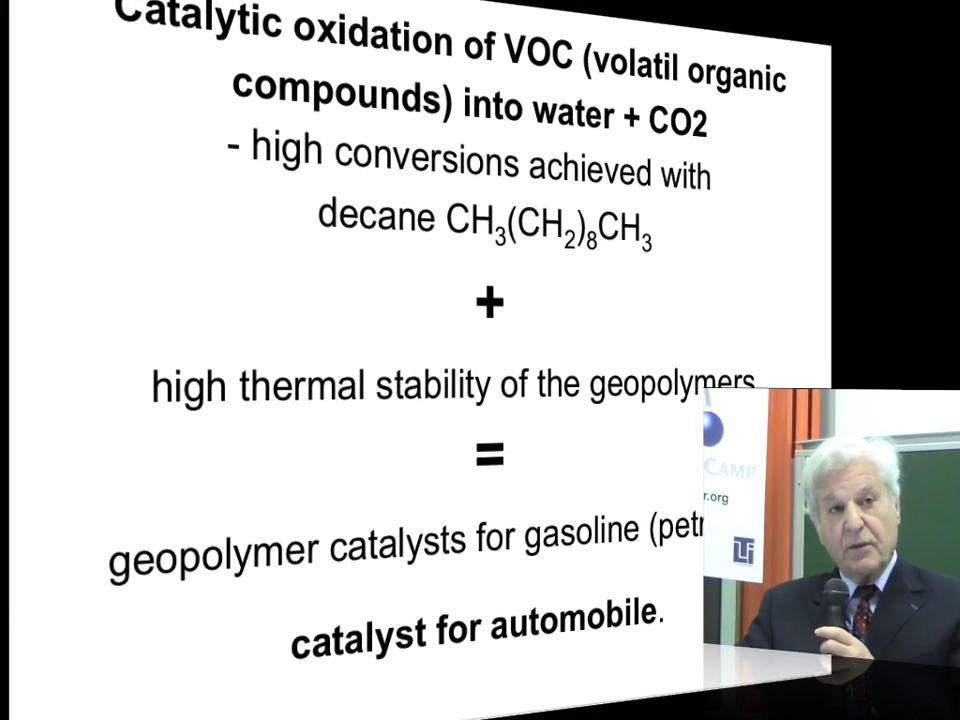 Catalytic oxidation of VOC (volatil organic
compounds) into water + CO2
- high conversions achieved with
decane CH₃(CH₂)₈CH₃
+
high thermal stability of the geopolymers
=
geopolymer catalysts for gasoline (petr
catalyst for automobile.
CAMP
r.org